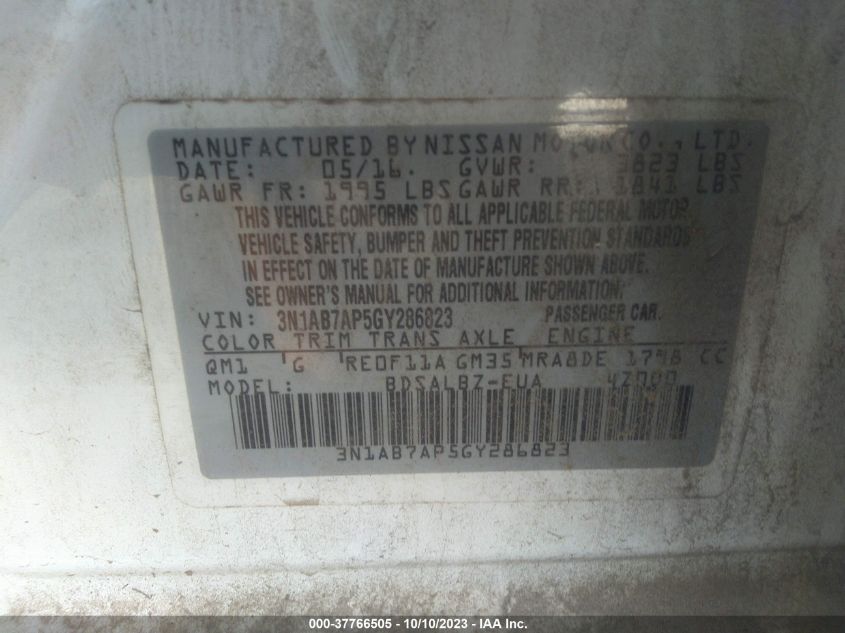 MANUFACTURED BY NISSAN MOTOR CO., LTD.
DATE: 05/16. GVWR: 3823 LBS
GAWR FR: 1995 LBS GAWR RR: 1841 LBS
THIS VEHICLE CONFORMS TO ALL APPLICABLE FEDERAL MOTOR
VEHICLE SAFETY, BUMPER AND THEFT PREVENTION STANDARDS
IN EFFECT ON THE DATE OF MANUFACTURE SHOWN ABOVE.
SEE OWNER'S MANUAL FOR ADDITIONAL INFORMATION.
VIN: 3N1AB7AP5GY286823 PASSENGER CAR.
COLOR TRIM TRANS AXLE ENGINE
QM1 G RE0F11A GM35 MRA8DE 1798 CC
MODEL: BDSALBZ-EUA
3N1AB7AP5GY286823
000-37766505 - 10/10/2023 - IAA Inc.